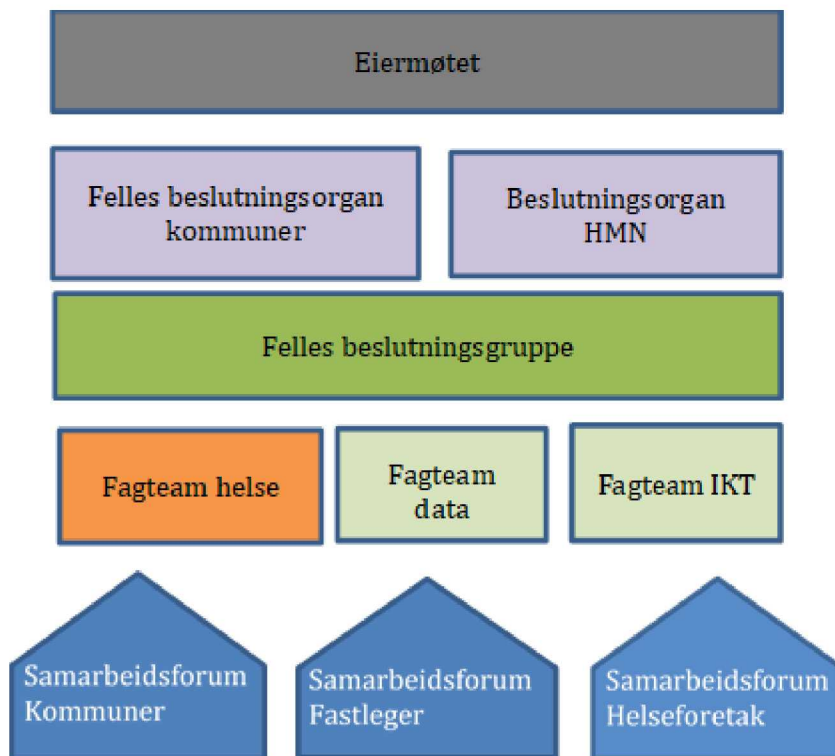 Eiermøtet
Felles beslutningsorgan
kommuner
Beslutningsorgan
HMN
Felles beslutningsgruppe
Fagteam helse
Fagteam
data
Fagteam IKT
Samarbeidsforum
Kommuner
Samarbeidsforum
Fastleger
Samarbeidsforum
Helseforetak